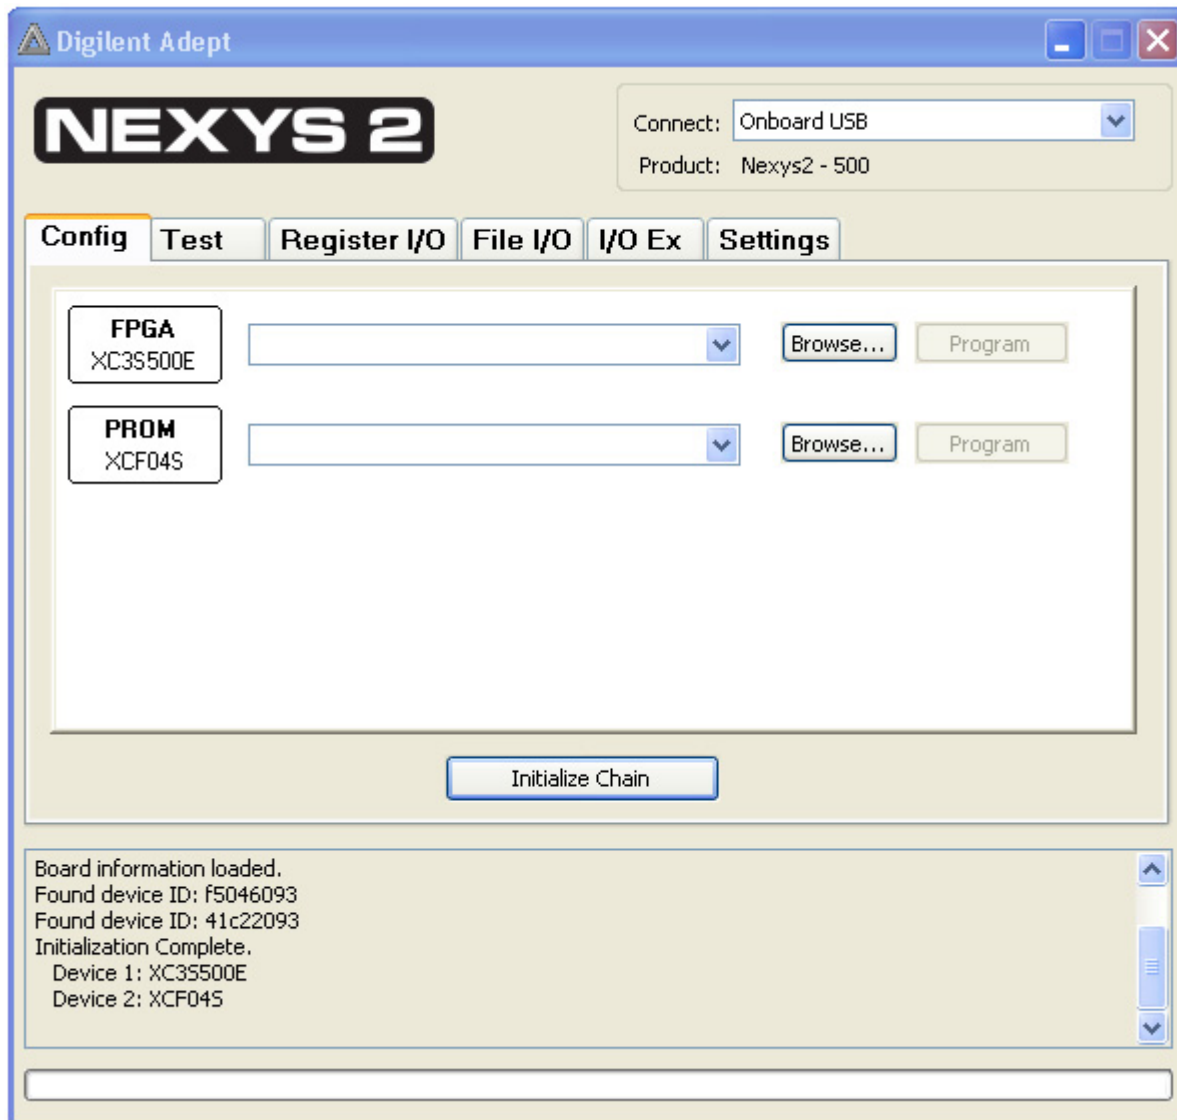 Digilent Adept
NEXYS 2
Connect: Onboard USB
Product: Nexys2 - 500
Config Test Register I/O File I/O I/O Ex Settings
FPGA
XC3S500E
Browse... Program
PROM
XCF04S
Browse... Program
Initialize Chain
Board information loaded.
Found device ID: f5046093
Found device ID: 41c22093
Initialization Complete.
Device 1: XC3S500E
Device 2: XCF04S